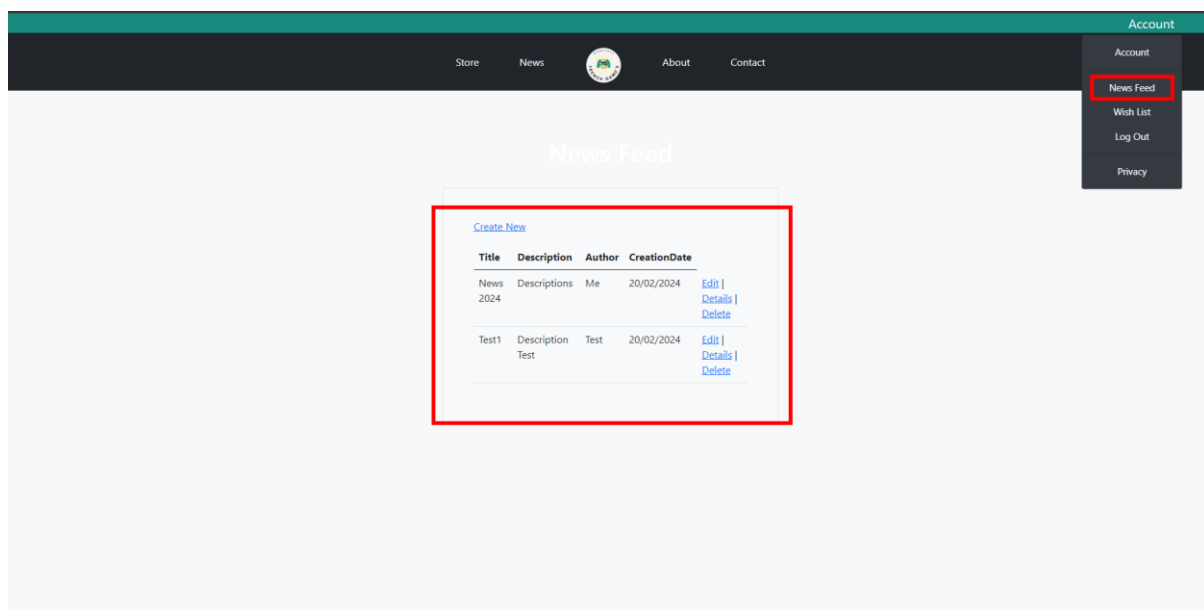 Account
Store News About Contact
Account
News Feed
Wish List
Log Out
Privacy
News Feed
Create New
Title Description Author CreationDate
News 2024 Descriptions Me 20/02/2024 Edit | Details | Delete
Test1 Description Test Test 20/02/2024 Edit | Details | Delete